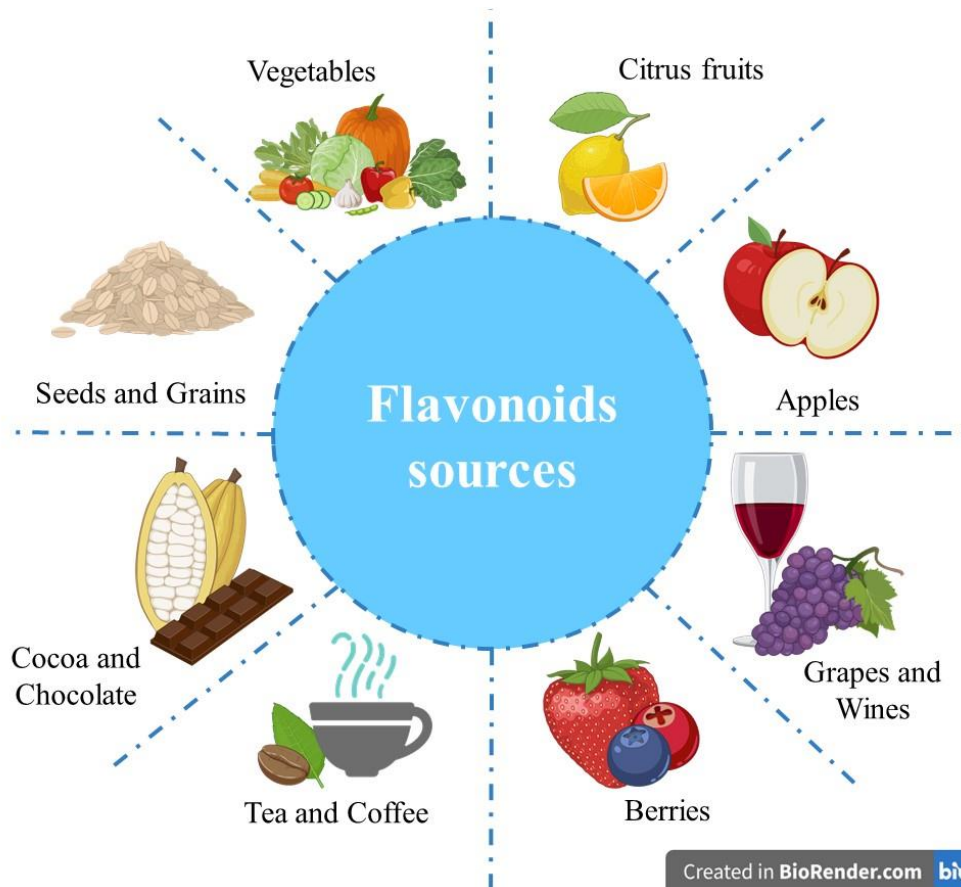 Vegetables
Citrus fruits
Seeds and Grains
Apples
Flavonoids
sources
Cocoa and
Chocolate
Grapes and
Wines
Tea and Coffee
Berries
Created in BioRender.com